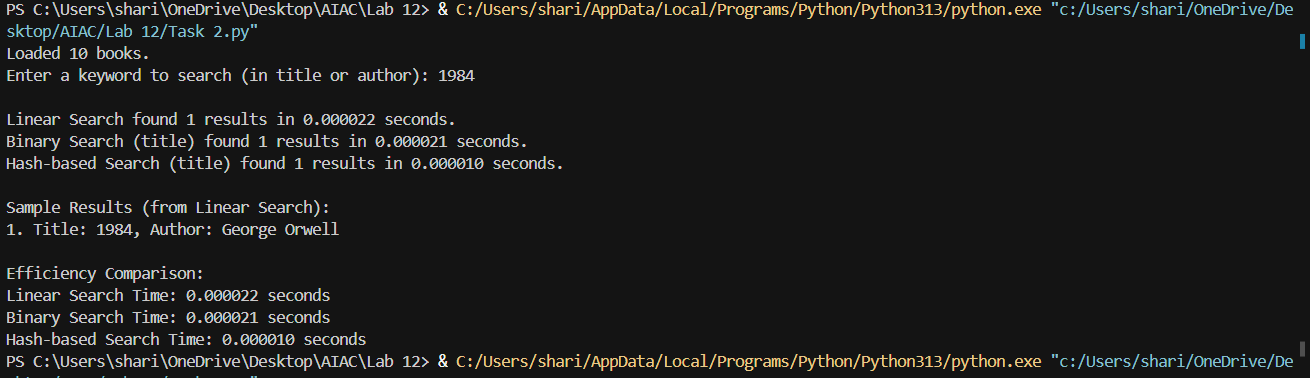 PS C:\Users\shari\OneDrive\Desktop\AIAC\Lab 12> & C:/Users/shari/AppData/Local/Programs/Python/Python313/python.exe "c:/Users/shari/OneDrive/De
sktop/AIAC/Lab 12/Task 2.py"
Loaded 10 books.
Enter a keyword to search (in title or author): 1984
Linear Search found 1 results in 0.000022 seconds.
Binary Search (title) found 1 results in 0.000021 seconds.
Hash-based Search (title) found 1 results in 0.000010 seconds.
Sample Results (from Linear Search):
1. Title: 1984, Author: George Orwell
Efficiency Comparison:
Linear Search Time: 0.000022 seconds
Binary Search Time: 0.000021 seconds
Hash-based Search Time: 0.000010 seconds
PS C:\Users\shari\OneDrive\Desktop\AIAC\Lab 12> & C:/Users/shari/AppData/Local/Programs/Python/Python313/python.exe "c:/Users/shari/OneDrive/De